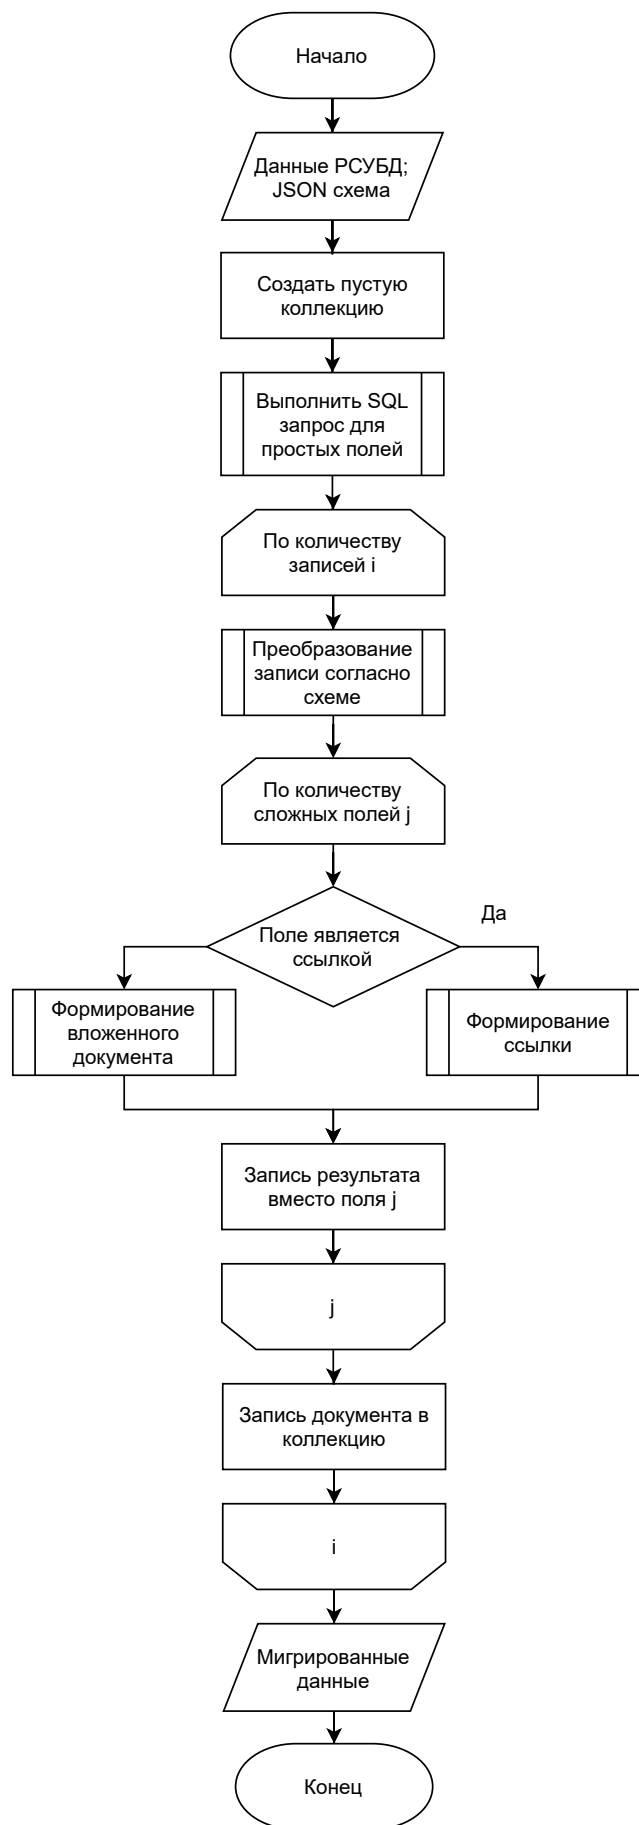 Начало
Данные РСУБД;
JSON схема
Создать пустую
коллекцию
Выполнить SQL
запрос для
простых полей
По количеству
записей i
Преобразование
записи согласно
схеме
По количеству
сложных полей j
Да
Поле является
ссылкой
Формирование
вложенного
документа
Формирование
ссылки
Запись результата
вместо поля j
j
Запись документа в
коллекцию
i
Мигрированные
данные
Конец